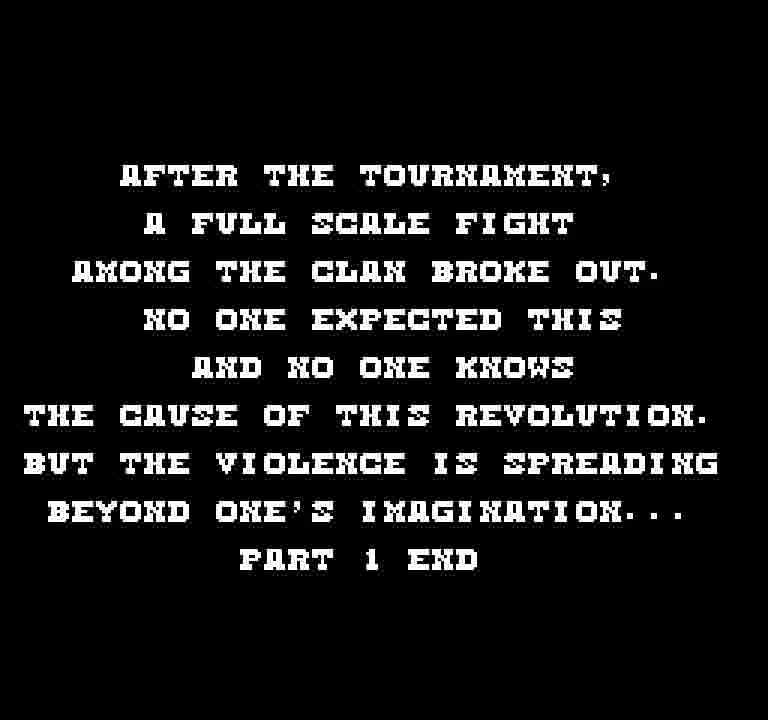 AFTER THE TOURNAMENT,
A FULL SCALE FIGHT
AMONG THE CLAN BROKE OUT.
NO ONE EXPECTED THIS
AND NO ONE KNOWS
THE CAUSE OF THIS REVOLUTION.
BUT THE VIOLENCE IS SPREADING
BEYOND ONE'S IMAGINATION...
PART 1 END